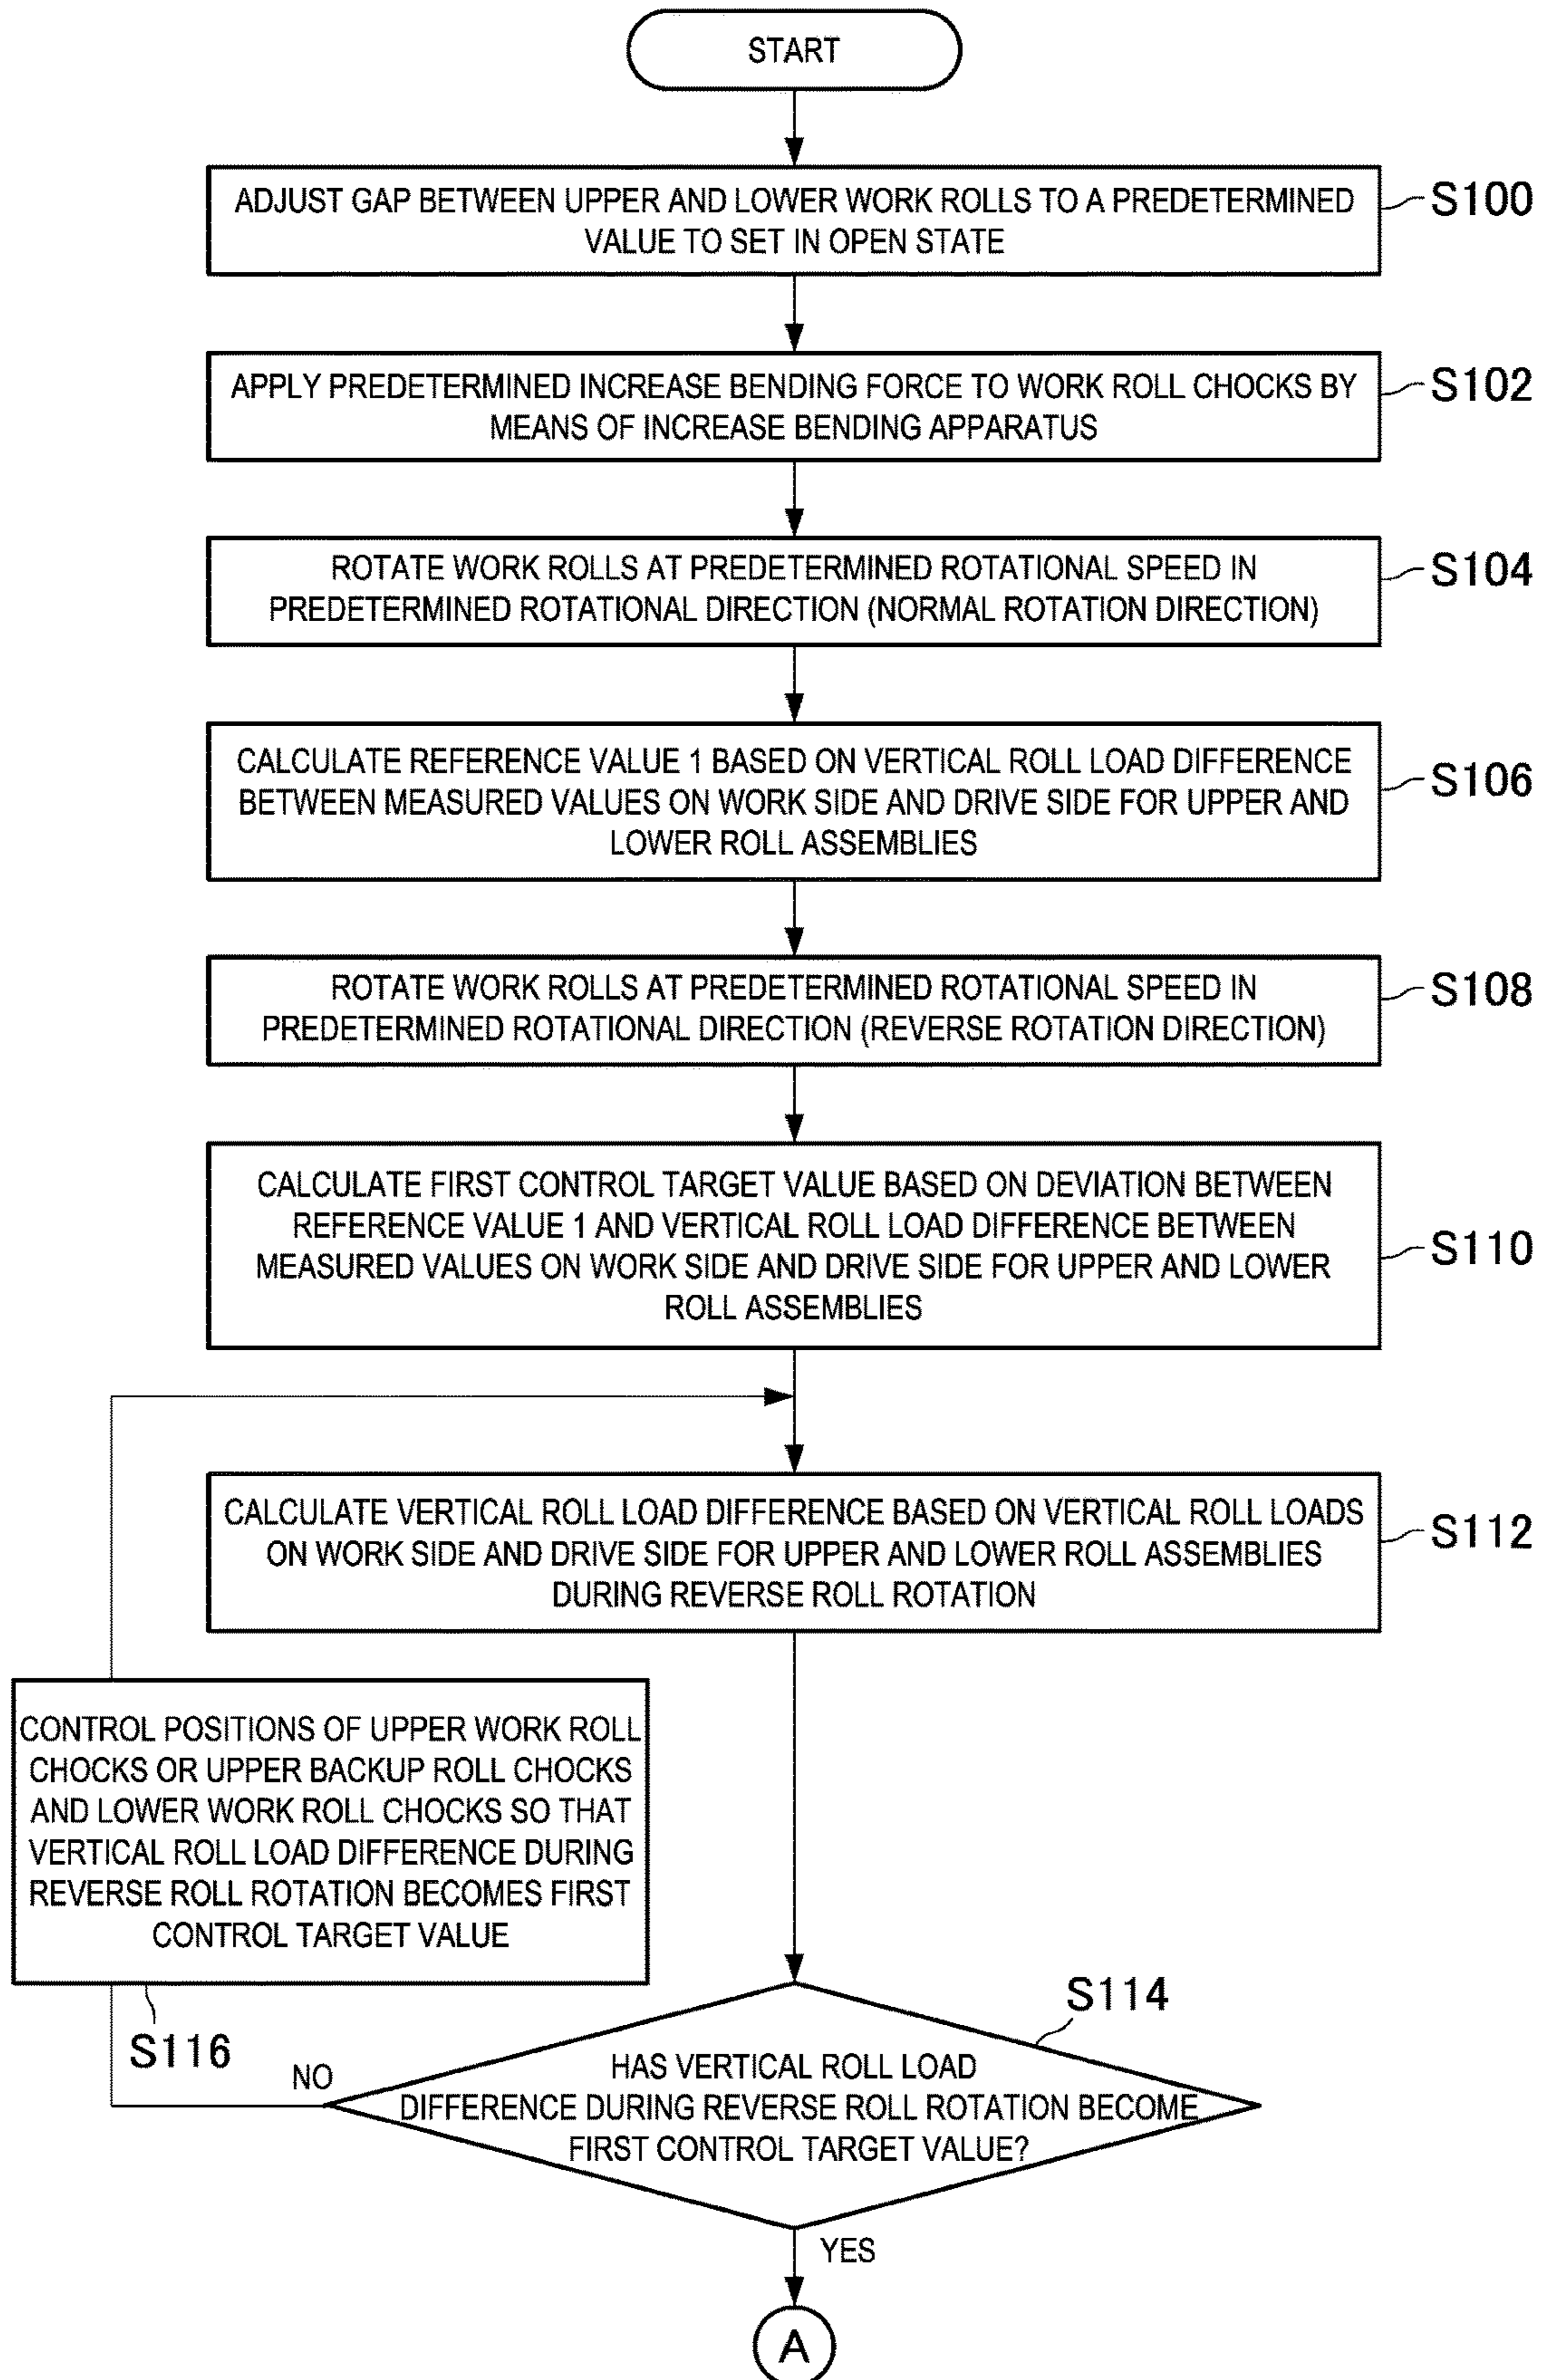 START
ADJUST GAP BETWEEN UPPER AND LOWER WORK ROLLS TO A PREDETERMINED
VALUE TO SET IN OPEN STATE
S100
APPLY PREDETERMINED INCREASE BENDING FORCE TO WORK ROLL CHOCKS BY
MEANS OF INCREASE BENDING APPARATUS
S102
ROTATE WORK ROLLS AT PREDETERMINED ROTATIONAL SPEED IN
PREDETERMINED ROTATIONAL DIRECTION (NORMAL ROTATION DIRECTION)
S104
CALCULATE REFERENCE VALUE 1 BASED ON VERTICAL ROLL LOAD DIFFERENCE
BETWEEN MEASURED VALUES ON WORK SIDE AND DRIVE SIDE FOR UPPER AND
LOWER ROLL ASSEMBLIES
S106
ROTATE WORK ROLLS AT PREDETERMINED ROTATIONAL SPEED IN
PREDETERMINED ROTATIONAL DIRECTION (REVERSE ROTATION DIRECTION)
S108
CALCULATE FIRST CONTROL TARGET VALUE BASED ON DEVIATION BETWEEN
REFERENCE VALUE 1 AND VERTICAL ROLL LOAD DIFFERENCE BETWEEN
MEASURED VALUES ON WORK SIDE AND DRIVE SIDE FOR UPPER AND LOWER
ROLL ASSEMBLIES
S110
CALCULATE VERTICAL ROLL LOAD DIFFERENCE BASED ON VERTICAL ROLL LOADS
ON WORK SIDE AND DRIVE SIDE FOR UPPER AND LOWER ROLL ASSEMBLIES
DURING REVERSE ROLL ROTATION
S112
CONTROL POSITIONS OF UPPER WORK ROLL
CHOCKS OR UPPER BACKUP ROLL CHOCKS
AND LOWER WORK ROLL CHOCKS SO THAT
VERTICAL ROLL LOAD DIFFERENCE DURING
REVERSE ROLL ROTATION BECOMES FIRST
CONTROL TARGET VALUE
S116
S114
NO
HAS VERTICAL ROLL LOAD
DIFFERENCE DURING REVERSE ROLL ROTATION BECOME
FIRST CONTROL TARGET VALUE?
YES
A